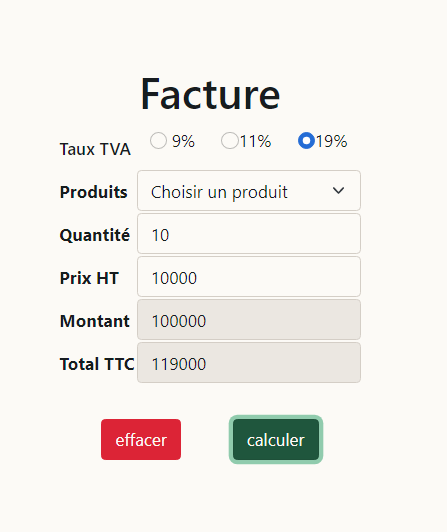 Facture
Taux TVA 9% 11% 19%
Produits Choisir un produit
Quantité 10
Prix HT 10000
Montant 100000
Total TTC 119000
effacer calculer